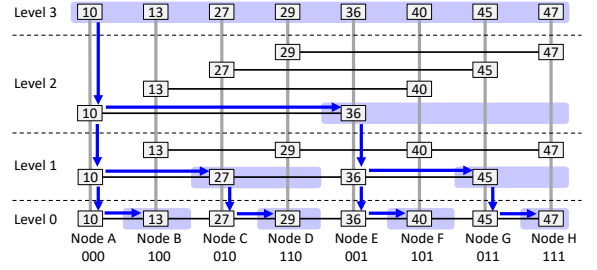 Level 3 10 13 27 29 36 40 45 47
29 47
27 45
Level 2
13 40
10 36
13 29 40 47
Level 1
10 27 36 45
Level 0 10 13 27 29 36 40 45 47
Node A Node B Node C Node D Node E Node F Node G Node H
000 100 010 110 001 101 011 111